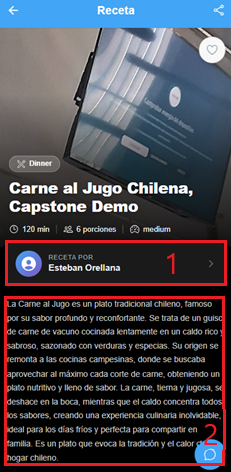 Receta
Dinner
Carne al Jugo Chilena,
Capstone Demo
120 min
6 porciones
medium
RECETA POR
Esteban Orellana
1
La Carne al Jugo es un plato tradicional chileno, famoso
por su sabor profundo y reconfortante. Se trata de un guiso
de carne de vacuno cocinada lentamente en un caldo rico y
sabroso, sazonado con verduras y especias. Su origen se
remonta a las cocinas campesinas, donde se buscaba
aprovechar al máximo cada corte de carne, obteniendo un
plato nutritivo y lleno de sabor. La carne, tierna y jugosa, se
deshace en la boca, mientras que el caldo concentra todos
los sabores, creando una experiencia culinaria inolvidable,
ideal para los días fríos y perfecta para compartir en
familia. Es un plato que evoca la tradición y el calor de
hogar chileno.
2